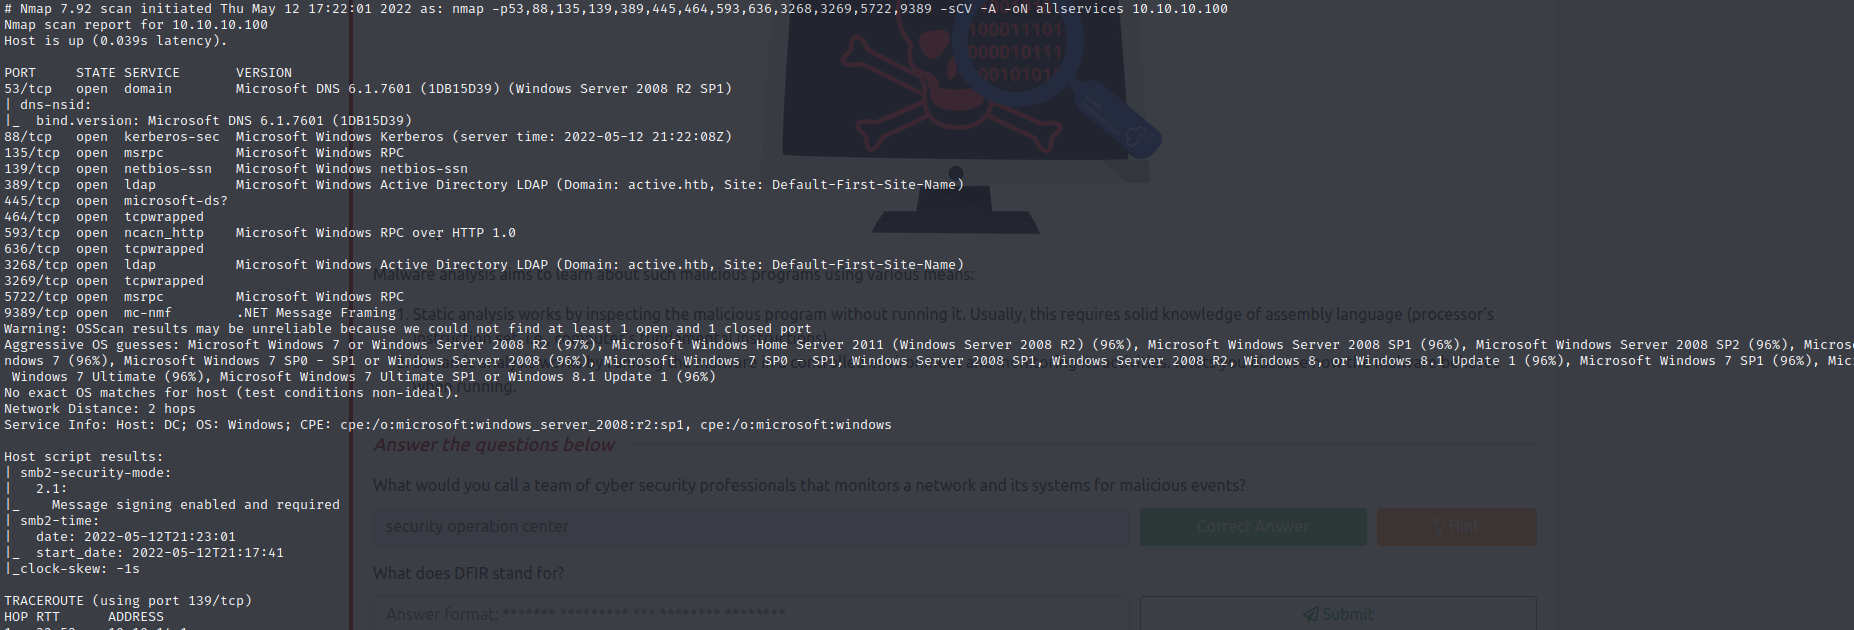 # Nmap 7.92 scan initiated Thu May 12 17:22:01 2022 as: nmap -p53,88,135,139,389,445,464,593,636,3268,3269,5722,9389 -sCV -A -oN allservices 10.10.10.100
Nmap scan report for 10.10.10.100
Host is up (0.039s latency).
PORT     STATE SERVICE       VERSION
53/tcp   open  domain        Microsoft DNS 6.1.7601 (1DB15D39) (Windows Server 2008 R2 SP1)
| dns-nsid:
|_  bind.version: Microsoft DNS 6.1.7601 (1DB15D39)
88/tcp   open  kerberos-sec  Microsoft Windows Kerberos (server time: 2022-05-12 21:22:08Z)
135/tcp  open  msrpc         Microsoft Windows RPC
139/tcp  open  netbios-ssn   Microsoft Windows netbios-ssn
389/tcp  open  ldap          Microsoft Windows Active Directory LDAP (Domain: active.htb, Site: Default-First-Site-Name)
445/tcp  open  microsoft-ds?
464/tcp  open  tcpwrapped
593/tcp  open  ncacn_http    Microsoft Windows RPC over HTTP 1.0
636/tcp  open  tcpwrapped
3268/tcp open  ldap          Microsoft Windows Active Directory LDAP (Domain: active.htb, Site: Default-First-Site-Name)
3269/tcp open  tcpwrapped
5722/tcp open  msrpc         Microsoft Windows RPC
9389/tcp open  mc-nmf        .NET Message Framing
Warning: OSScan results may be unreliable because we could not find at least 1 open and 1 closed port
Aggressive OS guesses: Microsoft Windows 7 or Windows Server 2008 R2 (97%), Microsoft Windows Home Server 2011 (Windows Server 2008 R2) (96%), Microsoft Windows Server 2008 SP1 (96%), Microsoft Windows Server 2008 SP2 (96%), Micros
ndows 7 (96%), Microsoft Windows 7 SP0 - SP1 or Windows Server 2008 (96%), Microsoft Windows 7 SP0 - SP1, Windows Server 2008 SP1, Windows Server 2008 R2, Windows 8, or Windows 8.1 Update 1 (96%), Microsoft Windows 7 SP1 (96%), Mic
Windows 7 Ultimate (96%), Microsoft Windows 7 Ultimate SP1 or Windows 8.1 Update 1 (96%)
No exact OS matches for host (test conditions non-ideal).
Network Distance: 2 hops
Service Info: Host: DC; OS: Windows; CPE: cpe:/o:microsoft:windows_server_2008:r2:sp1, cpe:/o:microsoft:windows
Host script results:
| smb2-security-mode:
|   2.1:
|_    Message signing enabled and required
| smb2-time:
|   date: 2022-05-12T21:23:01
|_  start_date: 2022-05-12T21:17:41
|_clock-skew: -1s
TRACEROUTE (using port 139/tcp)
HOP RTT      ADDRESS
100011101
000010111
Malware analysis aims to learn about such malicious programs using various means:
1. Static analysis works by inspecting the malicious program without running it. Usually, this requires solid knowledge of assembly language (processor's
running.
Answer the questions below
What would you call a team of cyber security professionals that monitors a network and its systems for malicious events?
security operation center
Correct Answer
Hint
What does DFIR stand for?
Answer format: ******* ********* *** ******** ********
Submit